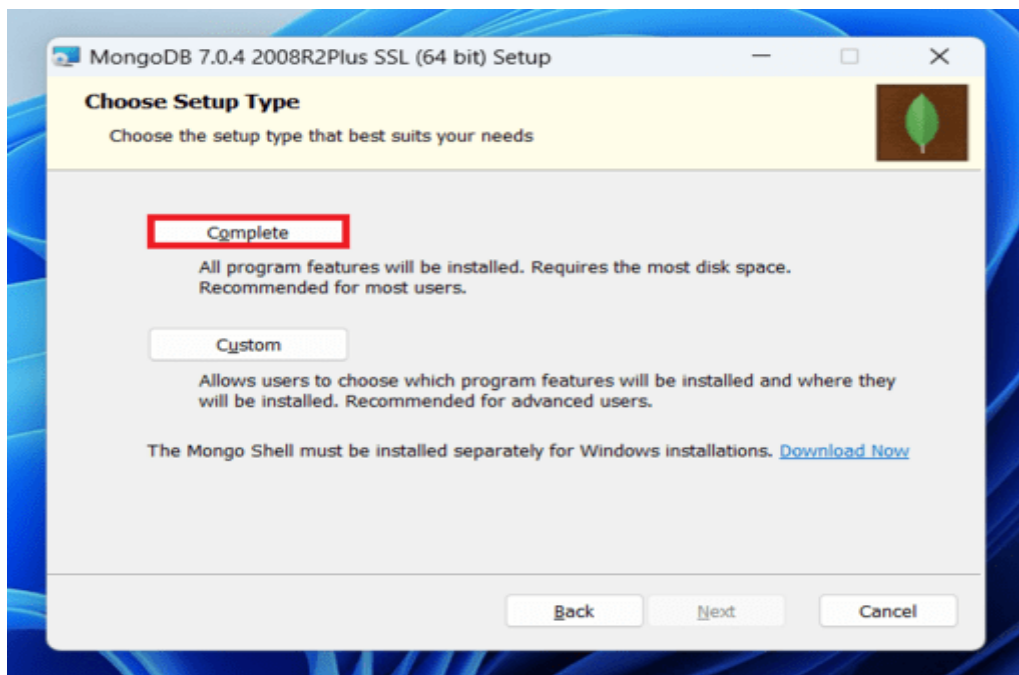 MongoDB 7.0.4 2008R2Plus SSL (64 bit) Setup
Choose Setup Type
Choose the setup type that best suits your needs
Complete
All program features will be installed. Requires the most disk space.
Recommended for most users.
Custom
Allows users to choose which program features will be installed and where they
will be installed. Recommended for advanced users.
The Mongo Shell must be installed separately for Windows installations. Download Now
Back Next Cancel